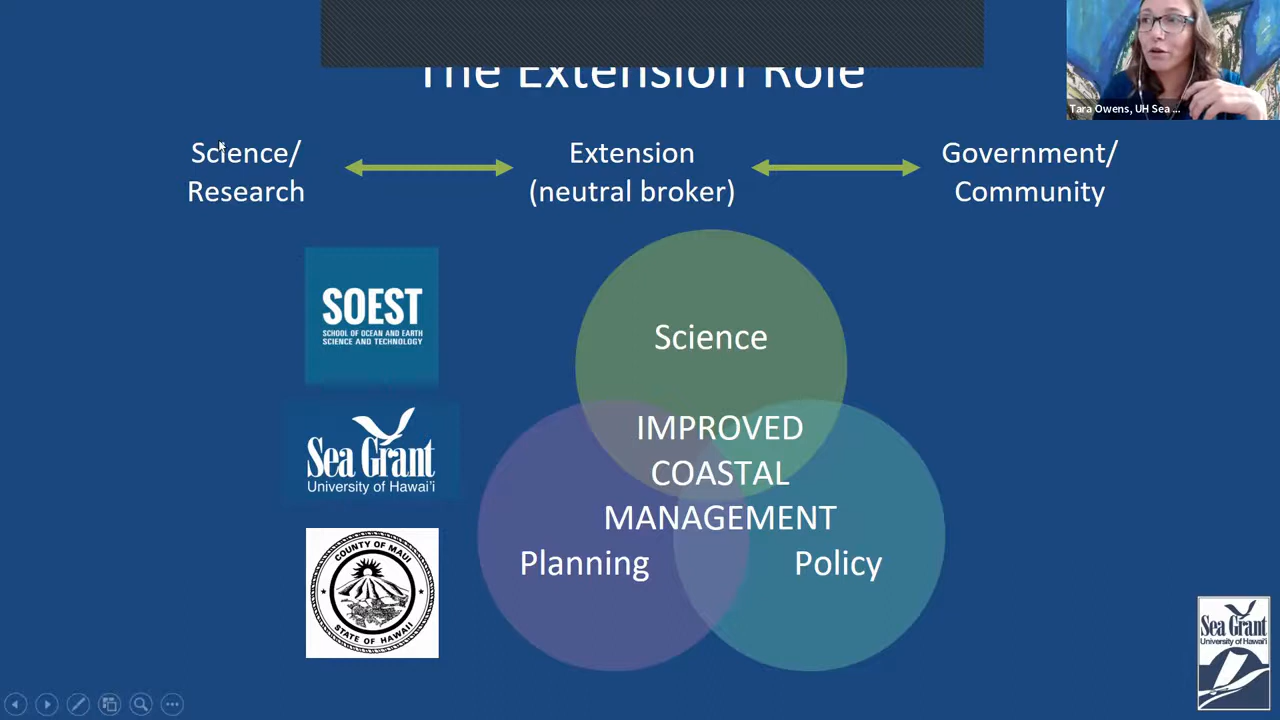 The Extension Role
Tara Owens, UH Sea ...
Science/
Research
Extension
(neutral broker)
Government/
Community
SOEST
SCHOOL OF OCEAN AND EARTH
SCIENCE AND TECHNOLOGY
Science
IMPROVED
COASTAL
MANAGEMENT
Planning
Policy
Sea Grant
University of Hawai'i
COUNTY OF MAUI
STATE OF HAWAII
Sea Grant
University of Hawai'i